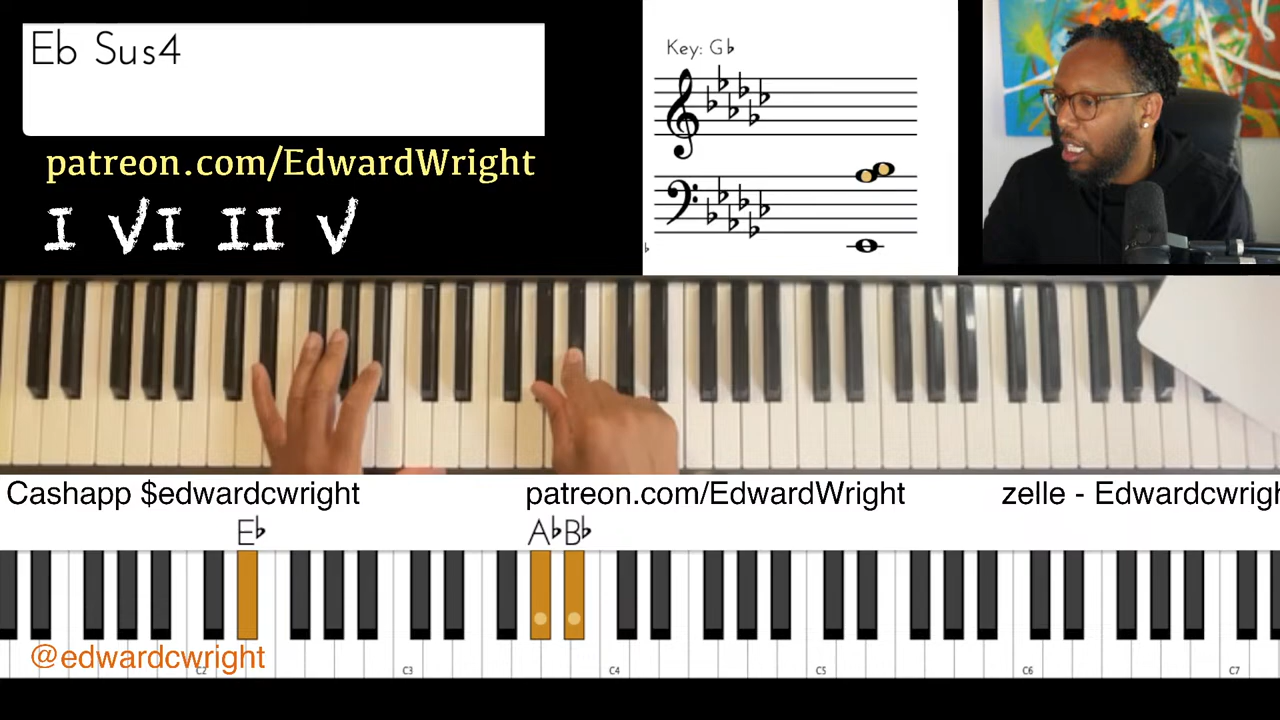 Eb Sus4
patreon.com/EdwardWright
I VI II V
Key: G♭
Cashapp $edwardcwright
patreon.com/EdwardWright
zelle - Edwardcwrigh
E♭
A♭ B♭
@edwardcwright
C2
C3
C4
C5
C6
C7